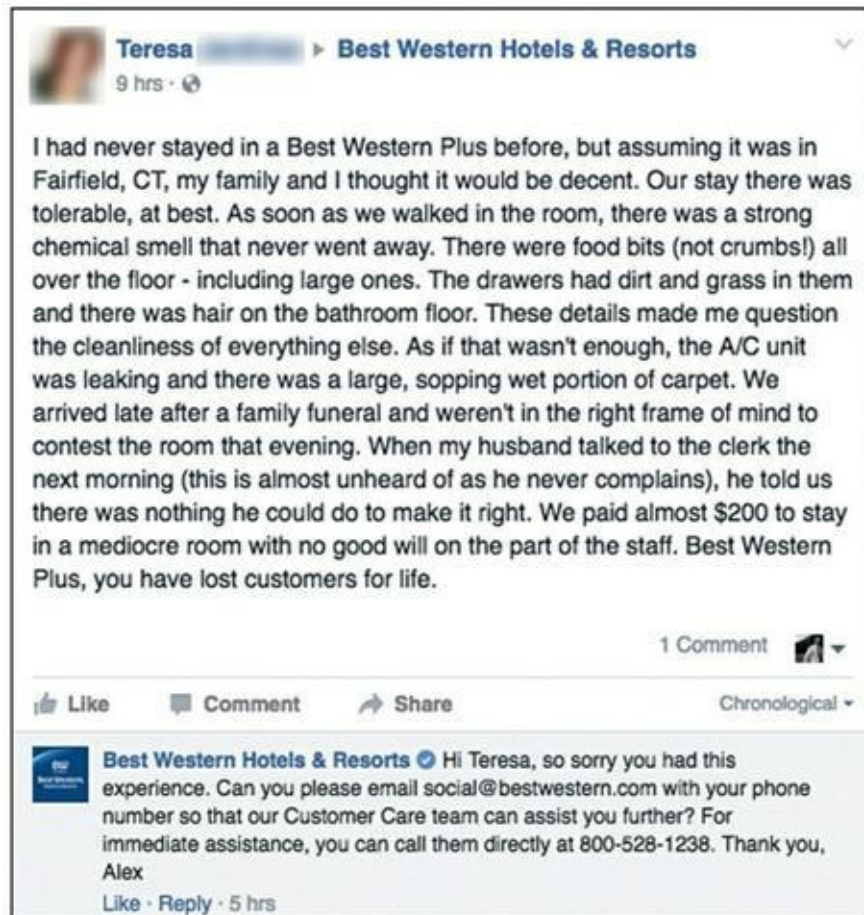 Teresa ▸ Best Western Hotels & Resorts
9 hrs ·
I had never stayed in a Best Western Plus before, but assuming it was in
Fairfield, CT, my family and I thought it would be decent. Our stay there was
tolerable, at best. As soon as we walked in the room, there was a strong
chemical smell that never went away. There were food bits (not crumbs!) all
over the floor - including large ones. The drawers had dirt and grass in them
and there was hair on the bathroom floor. These details made me question
the cleanliness of everything else. As if that wasn't enough, the A/C unit
was leaking and there was a large, sopping wet portion of carpet. We
arrived late after a family funeral and weren't in the right frame of mind to
contest the room that evening. When my husband talked to the clerk the
next morning (this is almost unheard of as he never complains), he told us
there was nothing he could do to make it right. We paid almost $200 to stay
in a mediocre room with no good will on the part of the staff. Best Western
Plus, you have lost customers for life.
1 Comment
Like Comment Share Chronological
Best Western Hotels & Resorts Hi Teresa, so sorry you had this
experience. Can you please email social@bestwestern.com with your phone
number so that our Customer Care team can assist you further? For
immediate assistance, you can call them directly at 800-528-1238. Thank you,
Alex
Like · Reply · 5 hrs